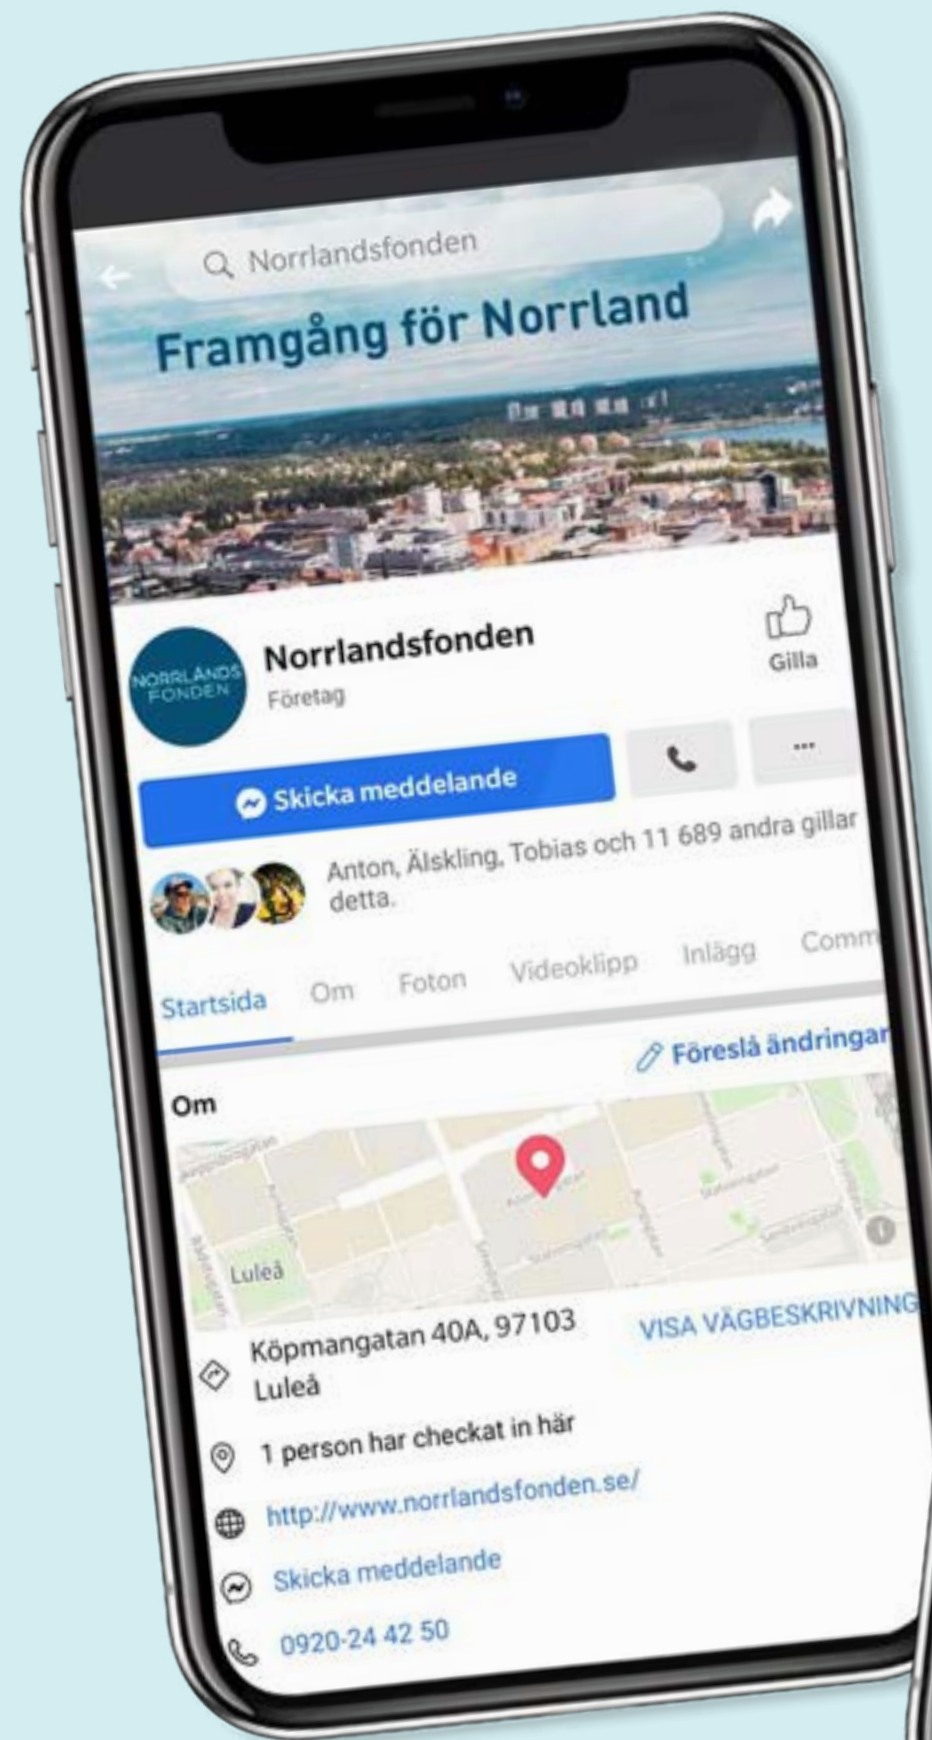 Norrlandsfonden
Framgång för Norrland
NORRLANDS
FONDEN
Norrlandsfonden
Företag
Gilla
Skicka meddelande
Anton, Älskling, Tobias och 11 689 andra gillar
detta.
Startsida Om Foton Videoklipp Inlägg Comm
Föreslå ändringar
Om
Luleå
Köpmangatan 40A, 97103
Luleå
VISA VÄGBESKRIVNING
1 person har checkat in här
http://www.norrlandsfonden.se/
Skicka meddelande
0920-24 42 50